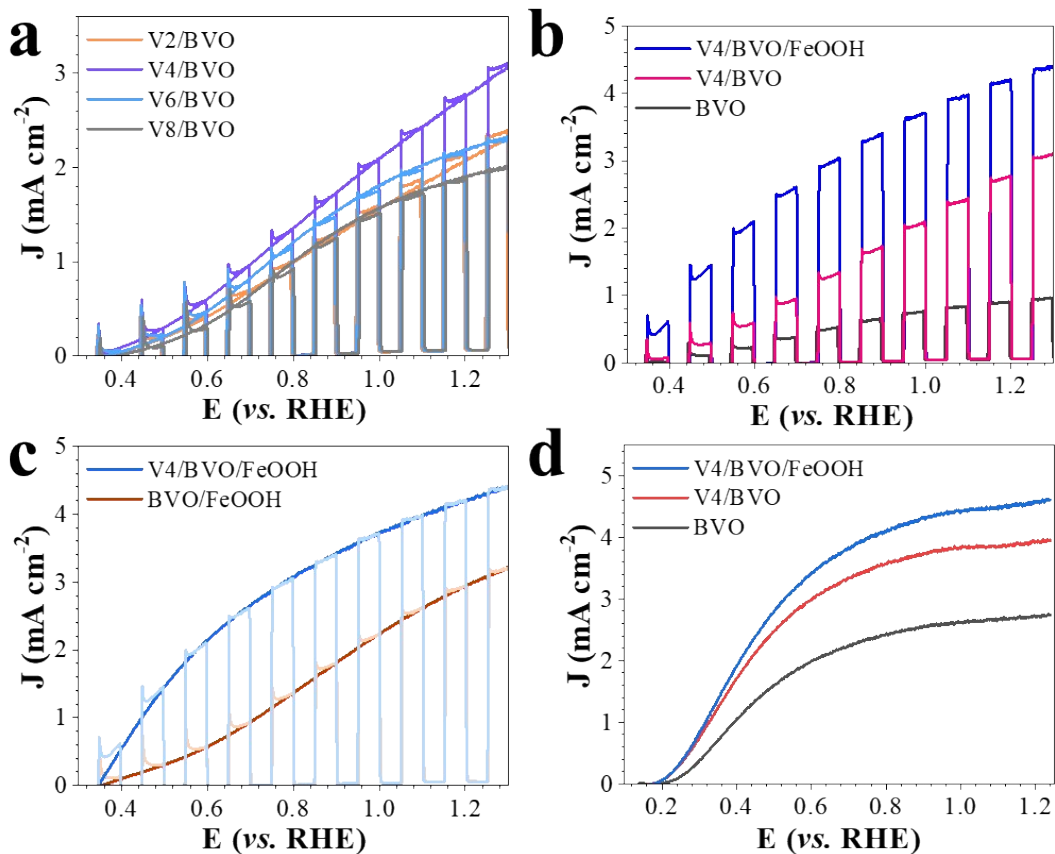 a
V2/BVO
V4/BVO
V6/BVO
V8/BVO
J (mA cm-2)
3
2
1
0
0.4 0.6 0.8 1.0 1.2
E (vs. RHE)
b
V4/BVO/FeOOH
V4/BVO
BVO
J (mA cm-2)
5
4
3
2
1
0
0.4 0.6 0.8 1.0 1.2
E (vs. RHE)
c
V4/BVO/FeOOH
BVO/FeOOH
J (mA cm-2)
5
4
3
2
1
0
0.4 0.6 0.8 1.0 1.2
E (vs. RHE)
d
V4/BVO/FeOOH
V4/BVO
BVO
J (mA cm-2)
5
4
3
2
1
0
0.2 0.4 0.6 0.8 1.0 1.2
E (vs. RHE)